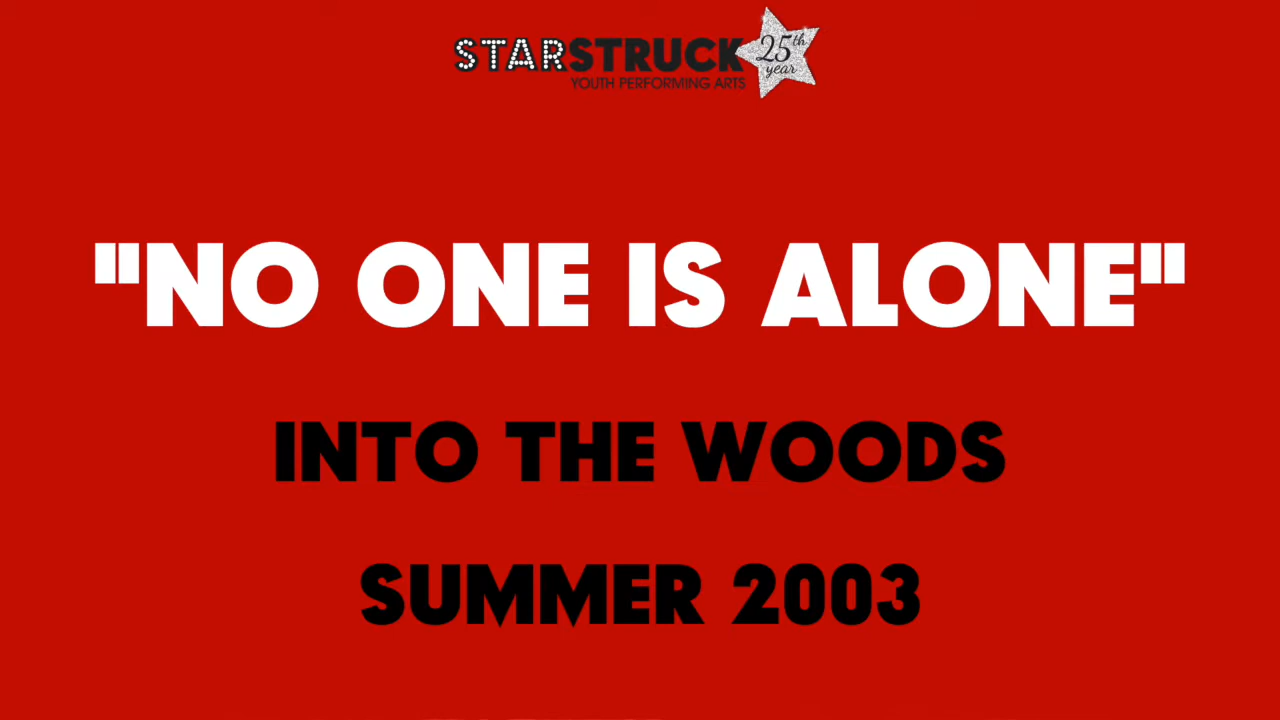 STARSTRUCK 25th year
YOUTH PERFORMING ARTS
"NO ONE IS ALONE"
INTO THE WOODS
SUMMER 2003